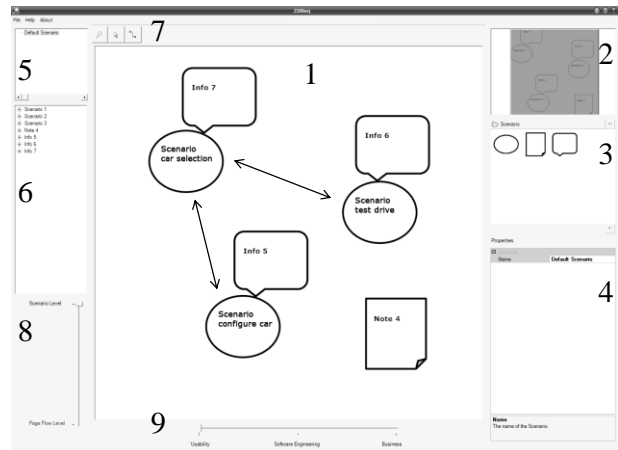 ZUIReq
File Help About
Default Scenario
5
7
1
2
Info 7
Scenario
car selection
Info 6
Scenario
test drive
Scenario
3
Scenario 1
Scenario 2
Scenario 3
Note 4
Info 5
Info 6
Info 7
6
Properties
Name Default Scenario
4
Info 5
Scenario
configure car
Note 4
Scenario Level
8
Page Flow Level
9
Usability Software Engineering Business
Name
The name of the Scenario